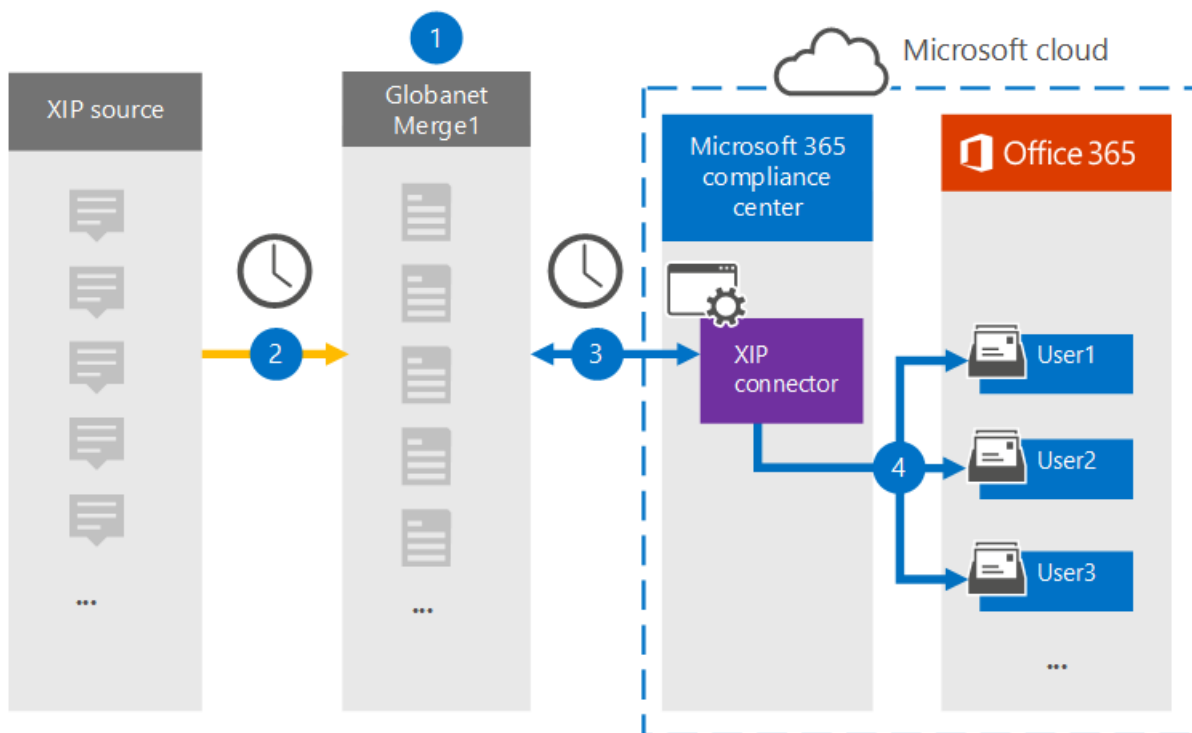 1
Microsoft cloud
XIP source
Globanet
Merge1
Microsoft 365
compliance
center
Office 365
2
3
XIP
connector
4
User1
User2
User3
...
...
...